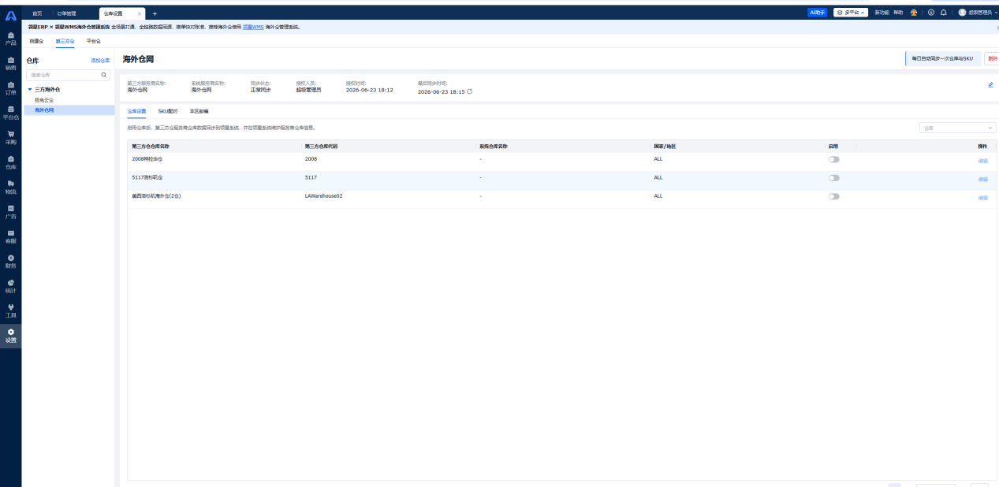 首页 订单管理 仓库设置 × +
AI助手 多平台 新功能 帮助 超级管理员
领星ERP × 领星WMS海外仓管理系统 全场景打通、全链路数据同源、账单快对账准，推荐海外仓使用 领星WMS 海外仓管理系统。
自建仓 第三方仓 平台仓
产品
销售
订单
平台仓
采购
仓库
物流
广告
客服
财务
统计
工具
设置
仓库 添加仓库
搜索仓库
三方海外仓
极兔云仓
海外仓网
海外仓网
每日自动同步一次仓库与SKU 删除
第三方服务商名称: 系统服务商名称: 同步状态: 授权人员: 授权时间: 最后同步时间:
海外仓网 海外仓网 正常同步 超级管理员 2026-06-23 18:12 2026-06-23 18:15
仓库设置 SKU配对 本区邮编
启用仓库后，第三方仓服务商仓库数据同步到领星系统，并在领星系统维护服务商仓库信息。
仓库
第三方仓仓库名称 第三方仓库代码 系统仓库名称 国家/地区 启用 操作
2008特拉华仓 2008 - ALL 编辑
5117洛杉矶仓 5117 - ALL 编辑
美西洛杉矶海外仓(2仓) LAWarehouse02 - ALL 编辑